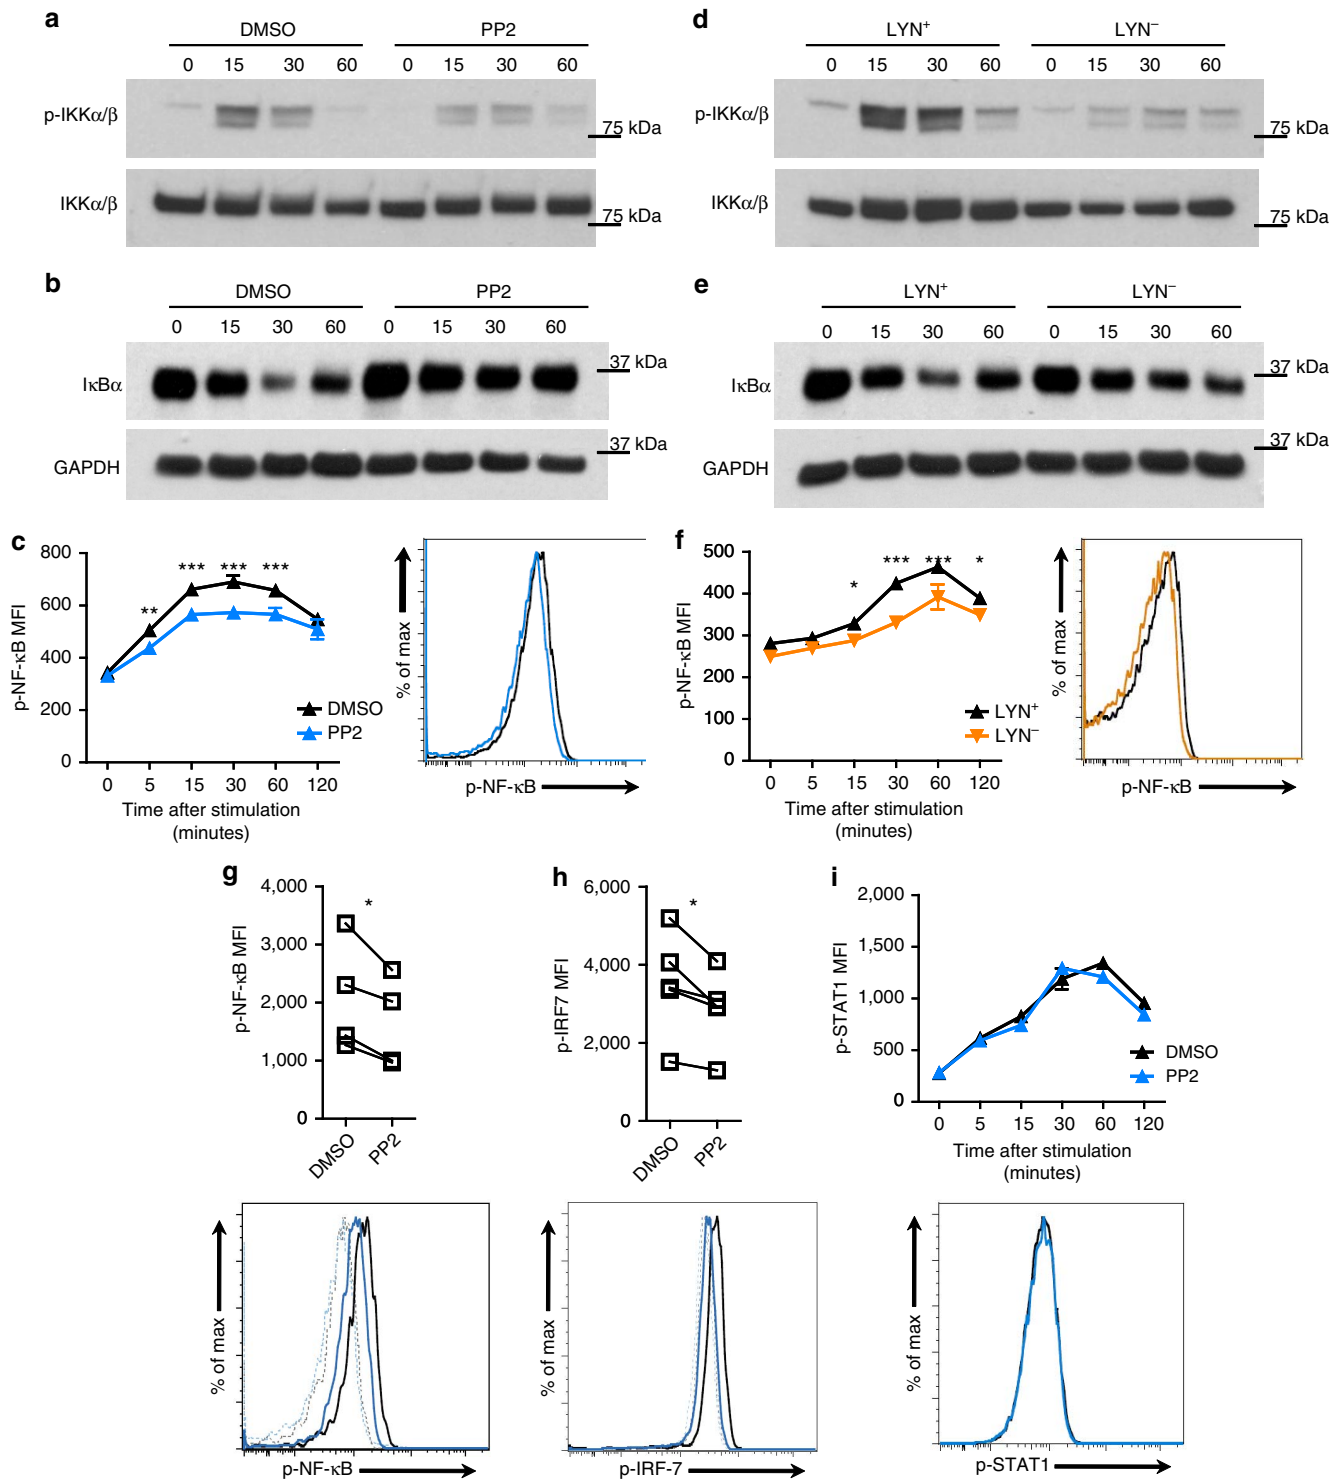 a
DMSO PP2
0 15 30 60 0 15 30 60
p-IKKα/β
75 kDa
IKKα/β
75 kDa
d
LYN⁺ LYN⁻
0 15 30 60 0 15 30 60
p-IKKα/β
75 kDa
IKKα/β
75 kDa
b
DMSO PP2
0 15 30 60 0 15 30 60
IκBα
37 kDa
GAPDH
37 kDa
e
LYN⁺ LYN⁻
0 15 30 60 0 15 30 60
IκBα
37 kDa
GAPDH
37 kDa
c
p-NF-κB MFI
800
600
400
200
0
** *** *** ***
DMSO
PP2
0 5 15 30 60 120
Time after stimulation
(minutes)
% of max
p-NF-κB
f
p-NF-κB MFI
500
400
300
200
100
0
* *** *** *
LYN⁺
LYN⁻
0 5 15 30 60 120
Time after stimulation
(minutes)
% of max
p-NF-κB
g
p-NF-κB MFI
4,000
3,000
2,000
1,000
0
*
DMSO PP2
% of max
p-NF-κB
h
p-IRF7 MFI
6,000
4,000
2,000
0
*
DMSO PP2
% of max
p-IRF-7
i
p-STAT1 MFI
2,000
1,500
1,000
500
0
DMSO
PP2
0 5 15 30 60 120
Time after stimulation
(minutes)
% of max
p-STAT1